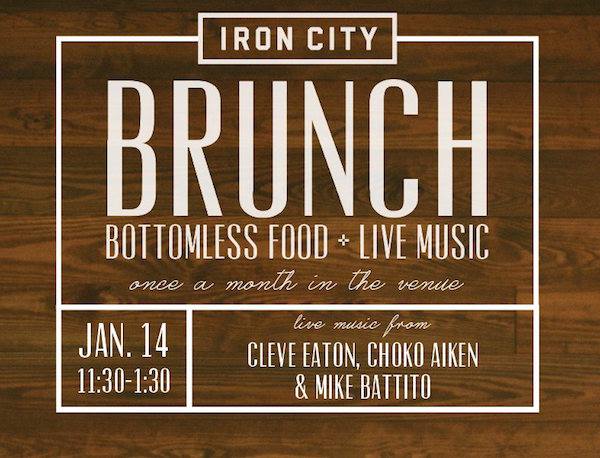 IRON CITY
BRUNCH
BOTTOMLESS FOOD + LIVE MUSIC
once a month in the venue
JAN. 14
11:30-1:30
live music from
CLEVE EATON, CHOKO AIKEN
& MIKE BATTITO